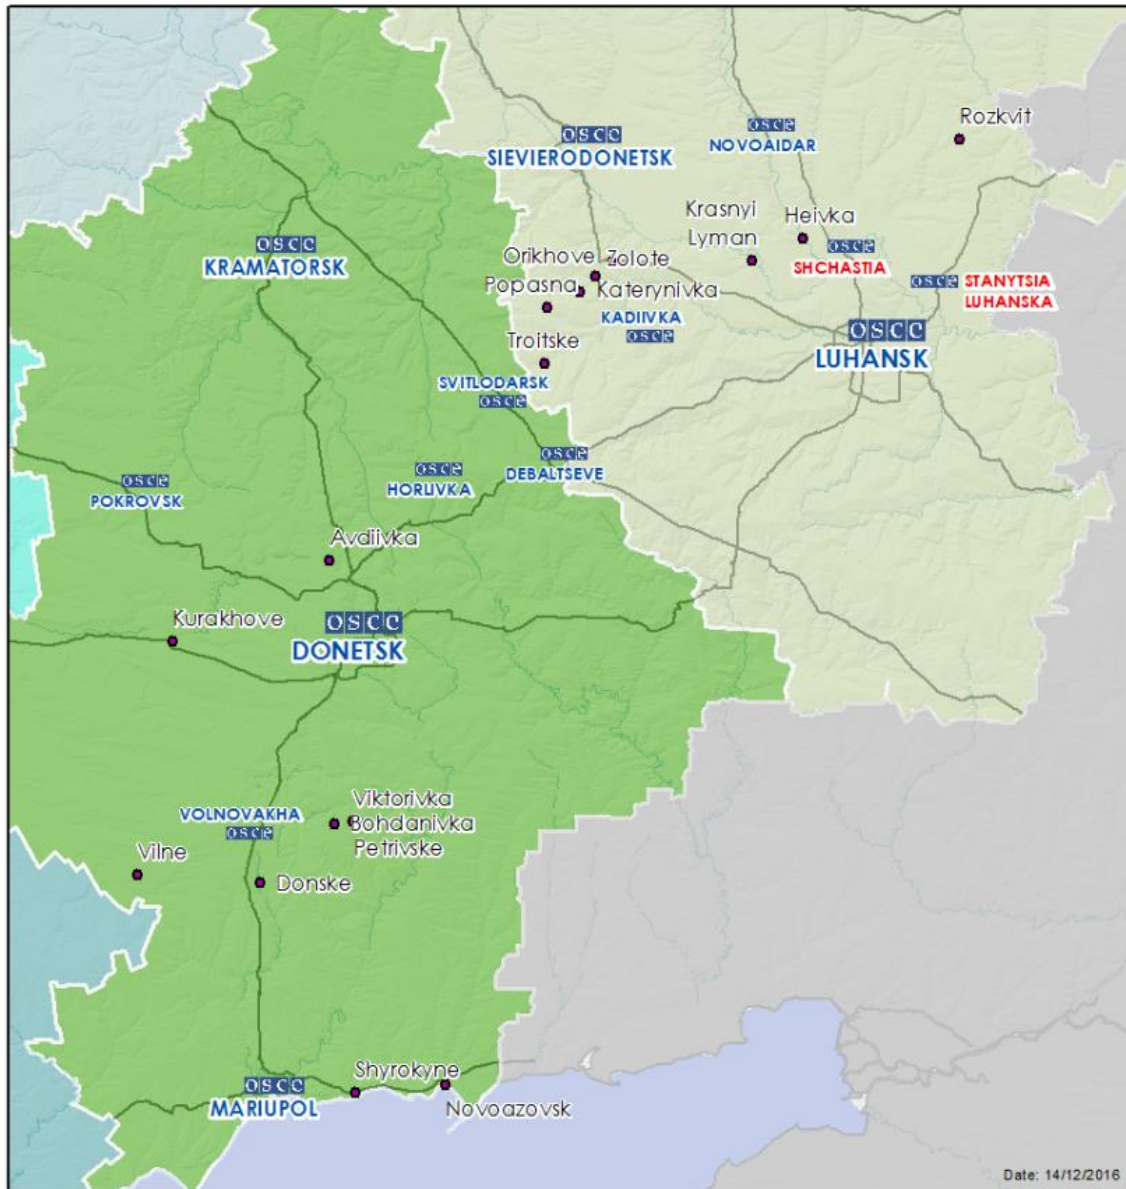 Rozkvit
OSCE
SIEVIERODONETSK
osce
NOVOAIDAR
Krasnyi
Lyman
Heivka
osce
SHCHASTIA
OSCE
KRAMATORSK
Orikhove
Zolote
Popasna
Katerynivka
osce
STANYTSIA
LUHANSKA
KADIIVKA
osce
OSCE
LUHANSK
Troitske
SVITLODARSK
osce
osce
DEBALTSEVE
osce
HORLIVKA
osce
POKROVSK
Avdiivka
Kurakhove
OSCE
DONETSK
VOLNOVAKHA
osce
Viktorivka
Bohdanivka
Petrivske
Vilne
Donske
OSCE
MARIUPOL
Shyrokyne
Novoazovsk
Date: 14/12/2016